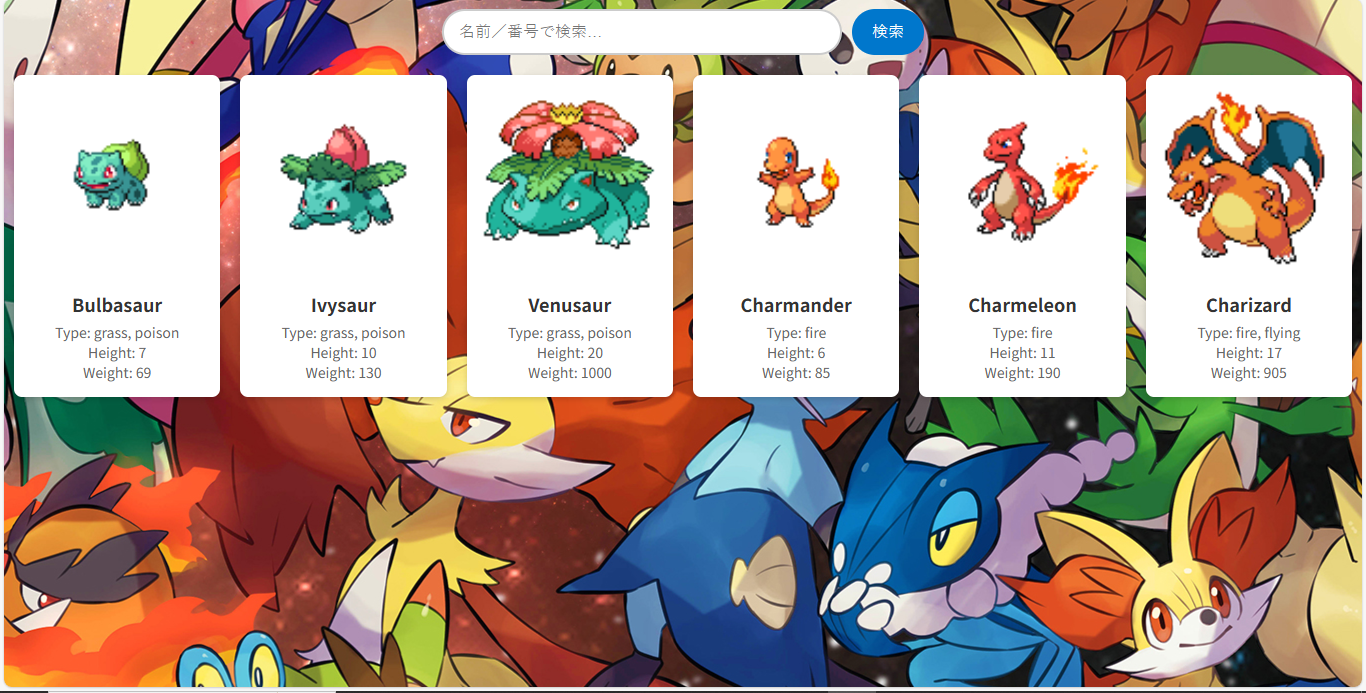 名前／番号で検索...
検索
Bulbasaur
Type: grass, poison
Height: 7
Weight: 69
Ivysaur
Type: grass, poison
Height: 10
Weight: 130
Venusaur
Type: grass, poison
Height: 20
Weight: 1000
Charmander
Type: fire
Height: 6
Weight: 85
Charmeleon
Type: fire
Height: 11
Weight: 190
Charizard
Type: fire, flying
Height: 17
Weight: 905